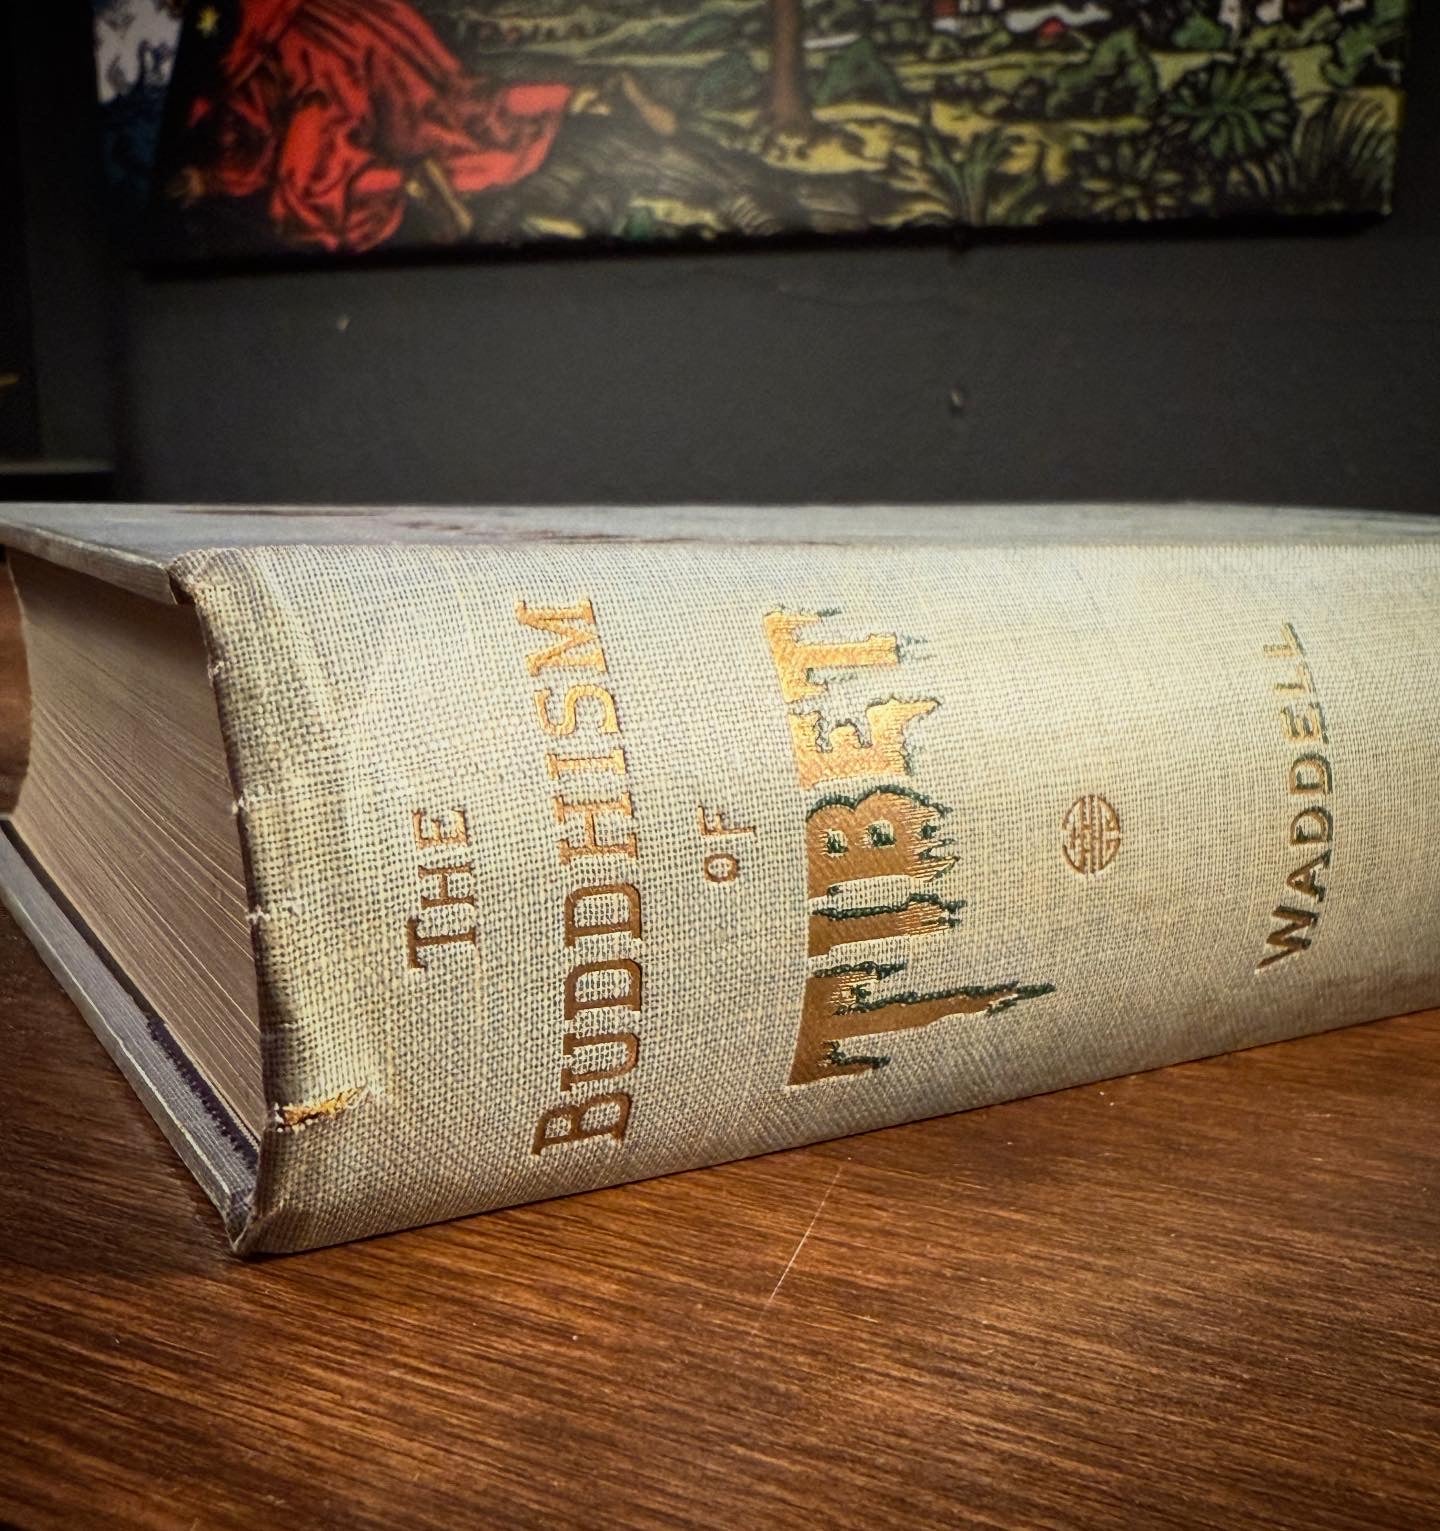 THE
BUDDHISM
OF
TIBET
WADDELL